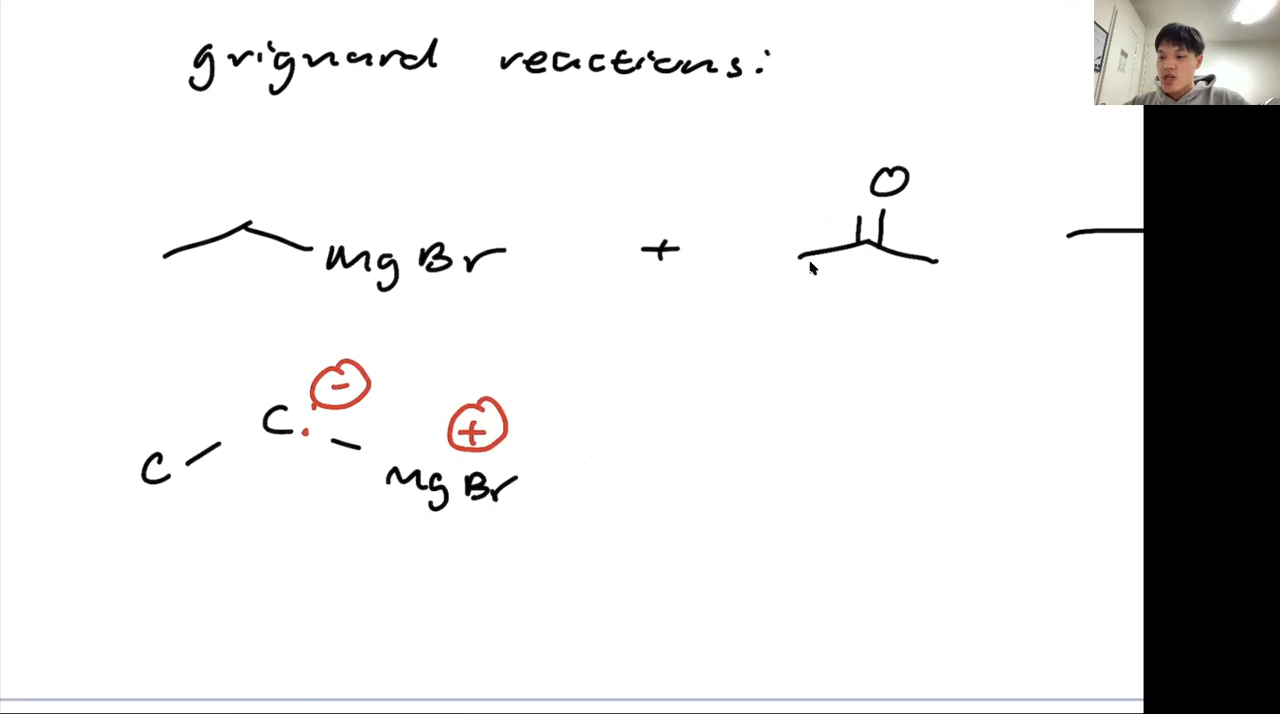 grignard reactions:
O
MgBr +
-
+
C
C
MgBr